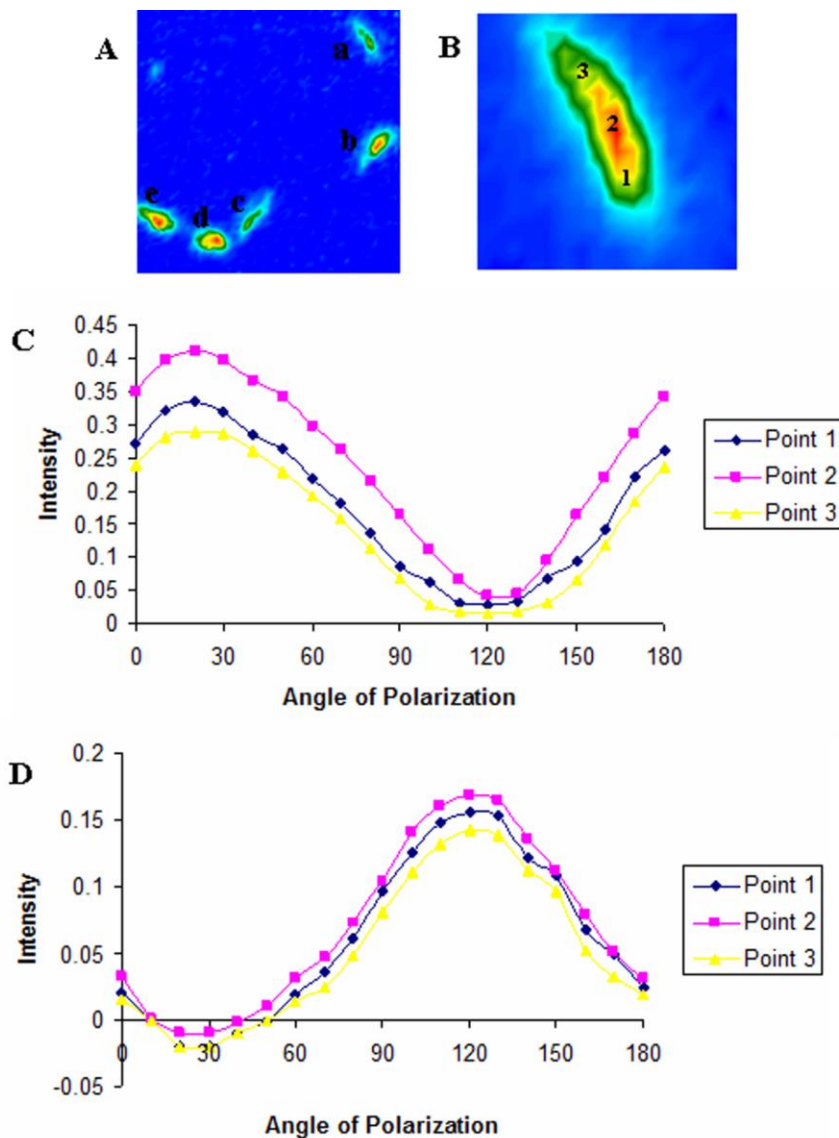 A
a
b
c
d
e
B
3
2
1
C
0.45
0.4
0.35
0.3
0.25
0.2
0.15
0.1
0.05
0
Intensity
0 30 60 90 120 150 180
Angle of Polarization
Point 1
Point 2
Point 3
D
0.2
0.15
0.1
0.05
0
-0.05
Intensity
0 30 60 90 120 150 180
Angle of Polarization
Point 1
Point 2
Point 3